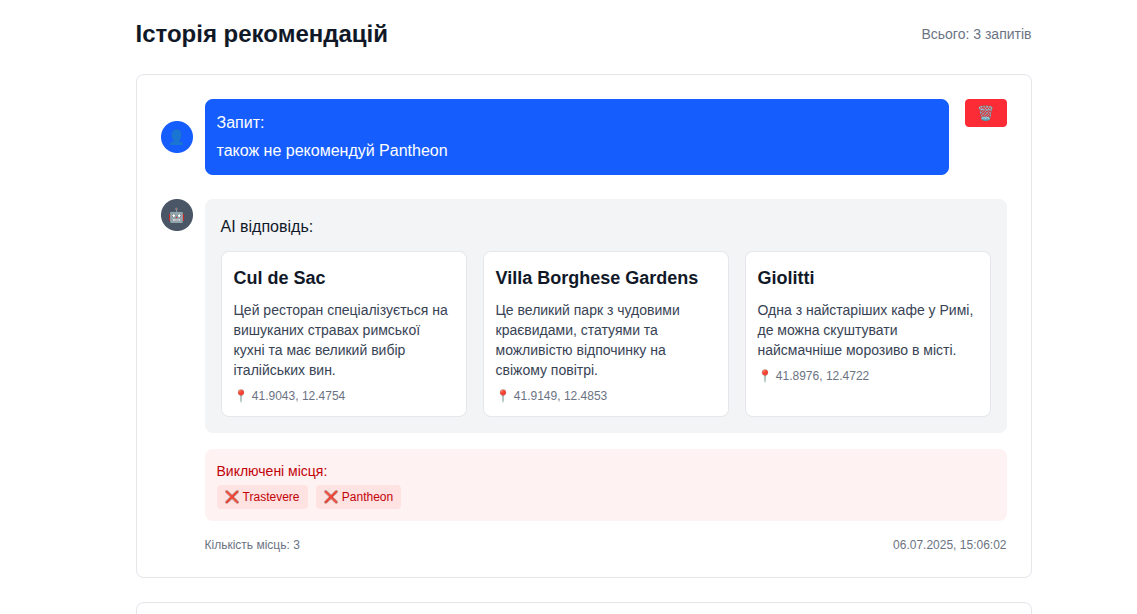 Історія рекомендацій
Всього: 3 запитів
Запит:
також не рекомендуй Pantheon
AI відповідь:
Cul de Sac
Цей ресторан спеціалізується на
вишуканих стравах римської
кухні та має великий вибір
італійських вин.
📍 41.9043, 12.4754
Villa Borghese Gardens
Це великий парк з чудовими
краєвидами, статуями та
можливістю відпочинку на
свіжому повітрі.
📍 41.9149, 12.4853
Giolitti
Одна з найстаріших кафе у Римі,
де можна скуштувати
найсмачніше морозиво в місті.
📍 41.8976, 12.4722
Виключені місця:
❌ Trastevere
❌ Pantheon
Кількість місць: 3
06.07.2025, 15:06:02